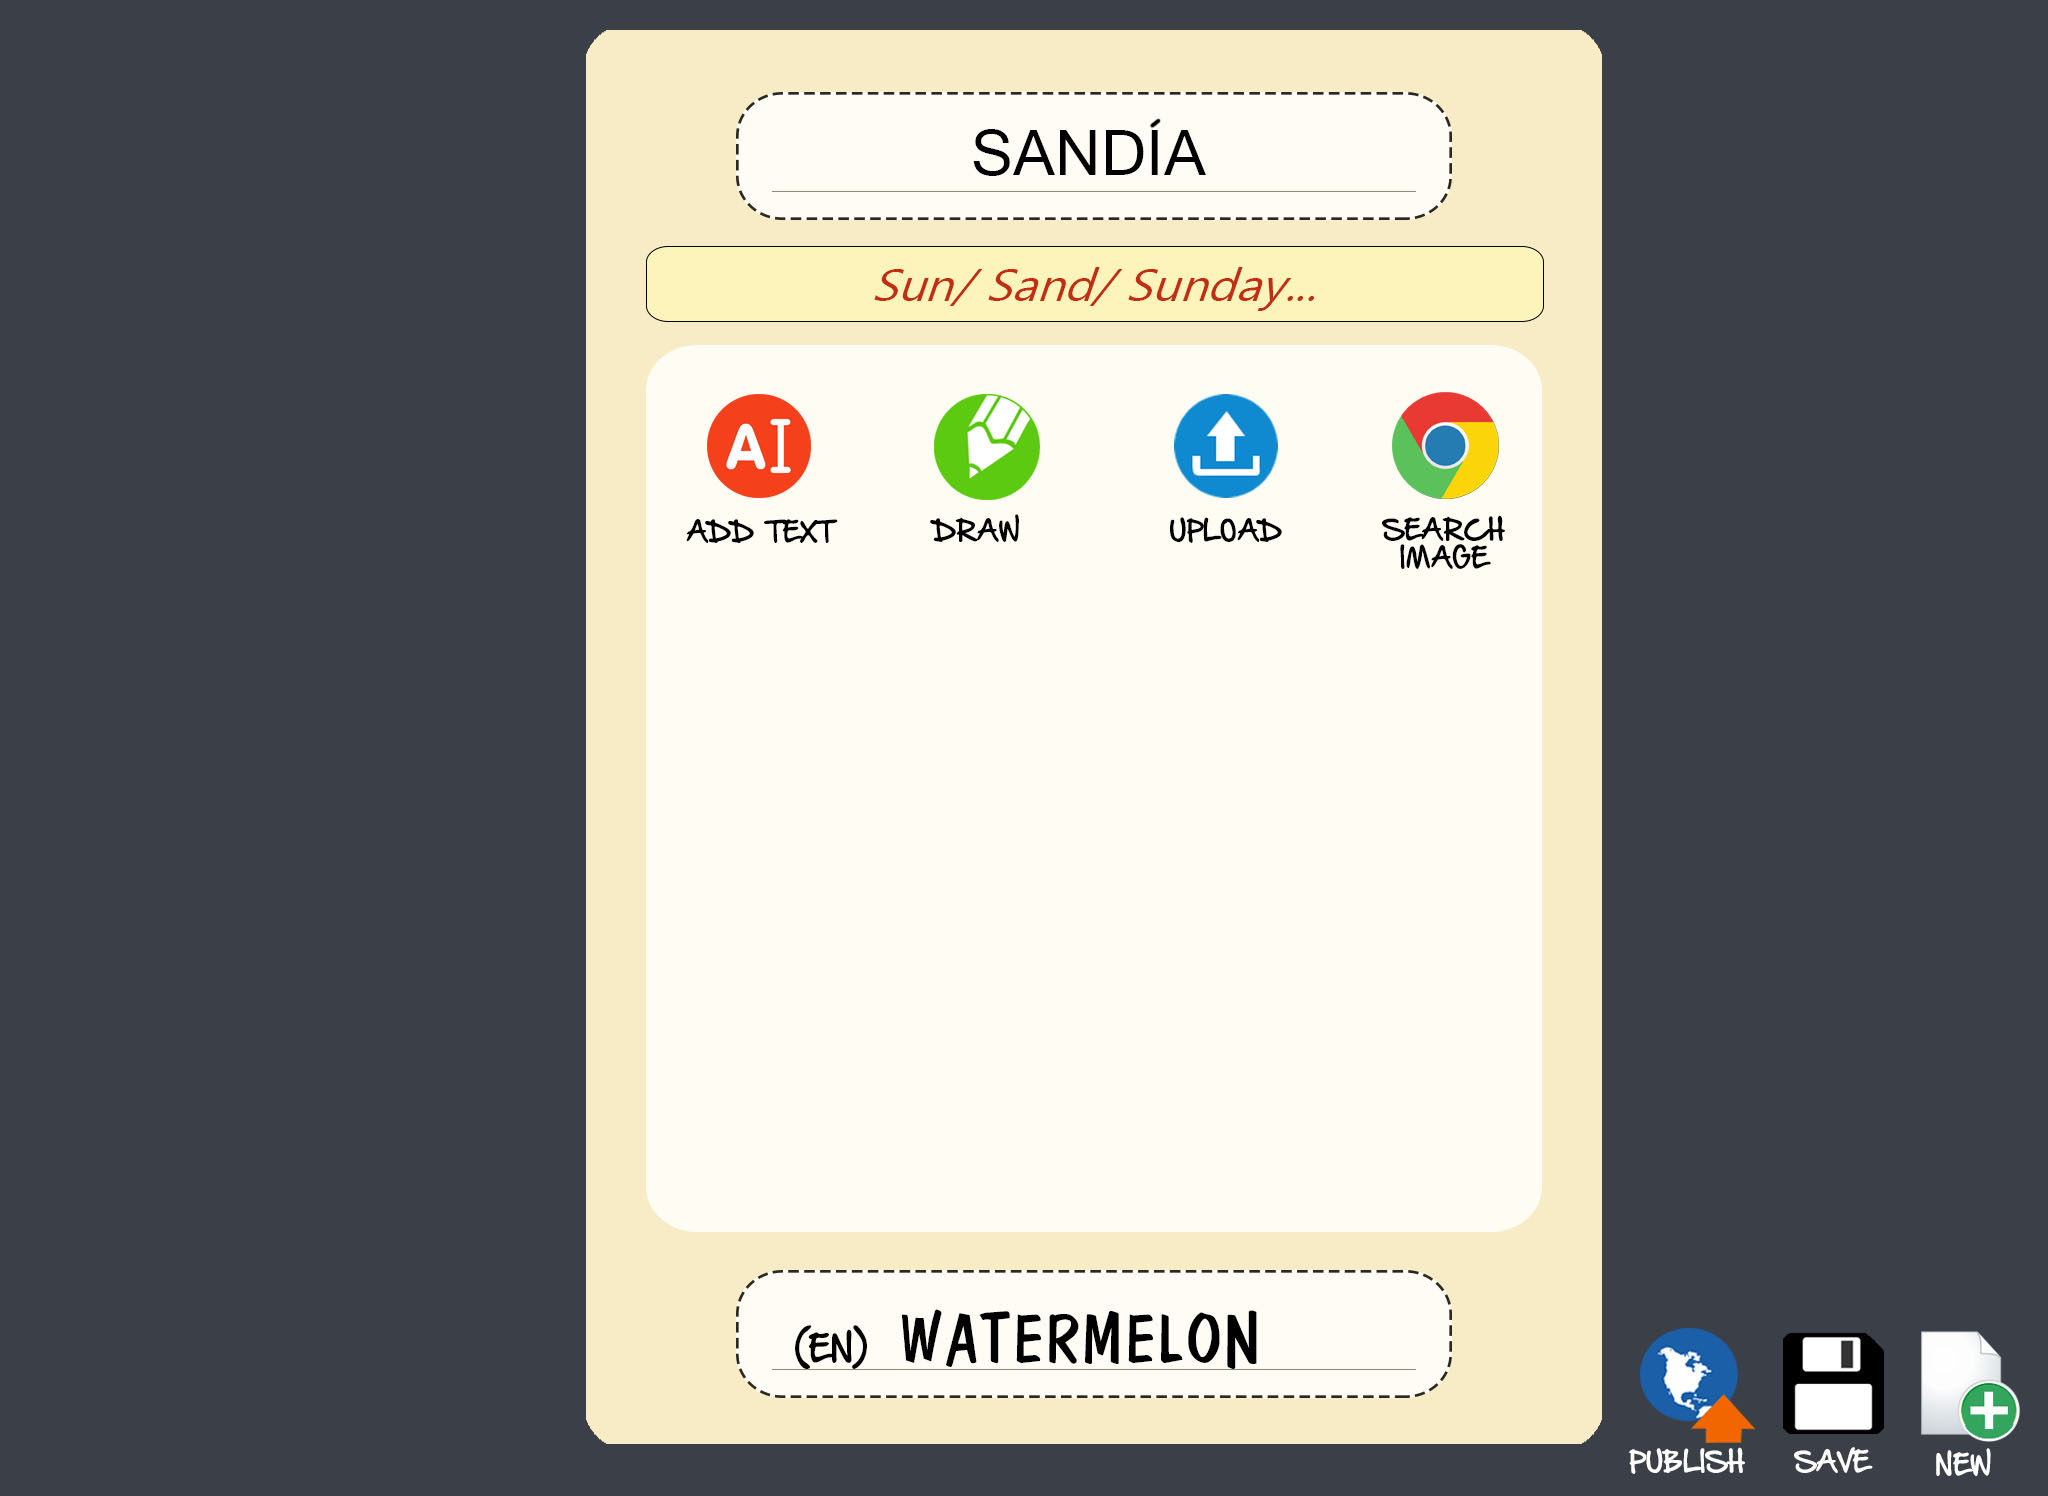 SANDÍA
Sun/ Sand/ Sunday...
AI
ADD TEXT
DRAW
UPLOAD
SEARCH
IMAGE
(EN) WATERMELON
PUBLISH
SAVE
NEW